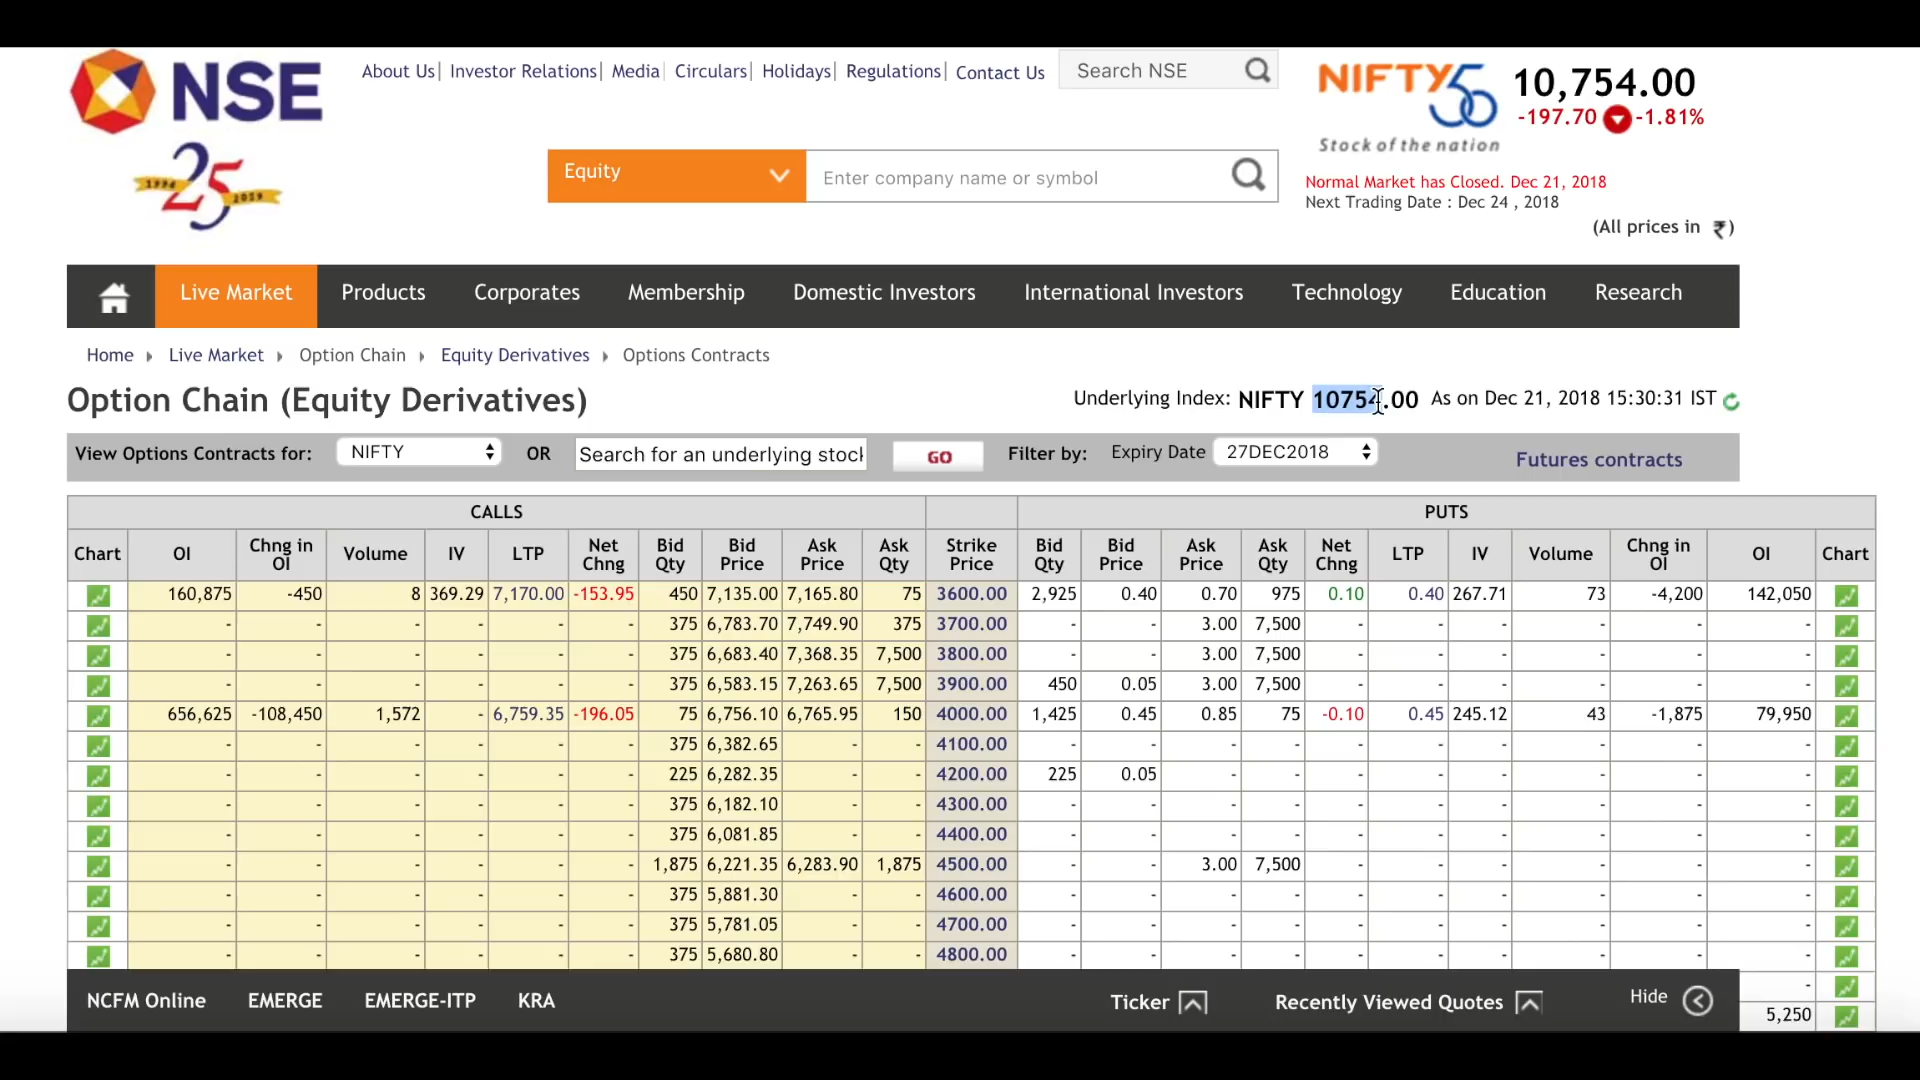 NSE
1994 25 2019
About Us| Investor Relations| Media| Circulars| Holidays| Regulations| Contact Us
Search NSE
NIFTY50
Stock of the nation
10,754.00
-197.70 -1.81%
Equity
Enter company name or symbol
Normal Market has Closed. Dec 21, 2018
Next Trading Date : Dec 24 , 2018
(All prices in ₹)
Live Market Products Corporates Membership Domestic Investors International Investors Technology Education Research
Home Live Market Option Chain Equity Derivatives Options Contracts
Option Chain (Equity Derivatives)
Underlying Index: NIFTY 10754.00 As on Dec 21, 2018 15:30:31 IST
View Options Contracts for: NIFTY OR Search for an underlying stock GO Filter by: Expiry Date 27DEC2018 Futures contracts
CALLS PUTS
Chart OI Chng in OI Volume IV LTP Net Chng Bid Qty Bid Price Ask Price Ask Qty Strike Price Bid Qty Bid Price Ask Price Ask Qty Net Chng LTP IV Volume Chng in OI OI Chart
160,875 -450 8 369.29 7,170.00 -153.95 450 7,135.00 7,165.80 75 3600.00 2,925 0.40 0.70 975 0.10 0.40 267.71 73 -4,200 142,050
- - - - - - 375 6,783.70 7,749.90 375 3700.00 - - 3.00 7,500 - - - - - -
- - - - - - 375 6,683.40 7,368.35 7,500 3800.00 - - 3.00 7,500 - - - - - -
- - - - - - 375 6,583.15 7,263.65 7,500 3900.00 450 0.05 3.00 7,500 - - - - - -
656,625 -108,450 1,572 - 6,759.35 -196.05 75 6,756.10 6,765.95 150 4000.00 1,425 0.45 0.85 75 -0.10 0.45 245.12 43 -1,875 79,950
- - - - - - 375 6,382.65 - - 4100.00 - - - - - - - - - -
- - - - - - 225 6,282.35 - - 4200.00 225 0.05 - - - - - - - -
- - - - - - 375 6,182.10 - - 4300.00 - - - - - - - - - -
- - - - - - 375 6,081.85 - - 4400.00 - - - - - - - - - -
- - - - - - 1,875 6,221.35 6,283.90 1,875 4500.00 - - 3.00 7,500 - - - - - -
- - - - - - 375 5,881.30 - - 4600.00 - - - - - - - - - -
- - - - - - 375 5,781.05 - - 4700.00 - - - - - - - - - -
- - - - - - 375 5,680.80 - - 4800.00 - - - - - - - - - -
-
5,250
NCFM Online EMERGE EMERGE-ITP KRA Ticker Recently Viewed Quotes Hide